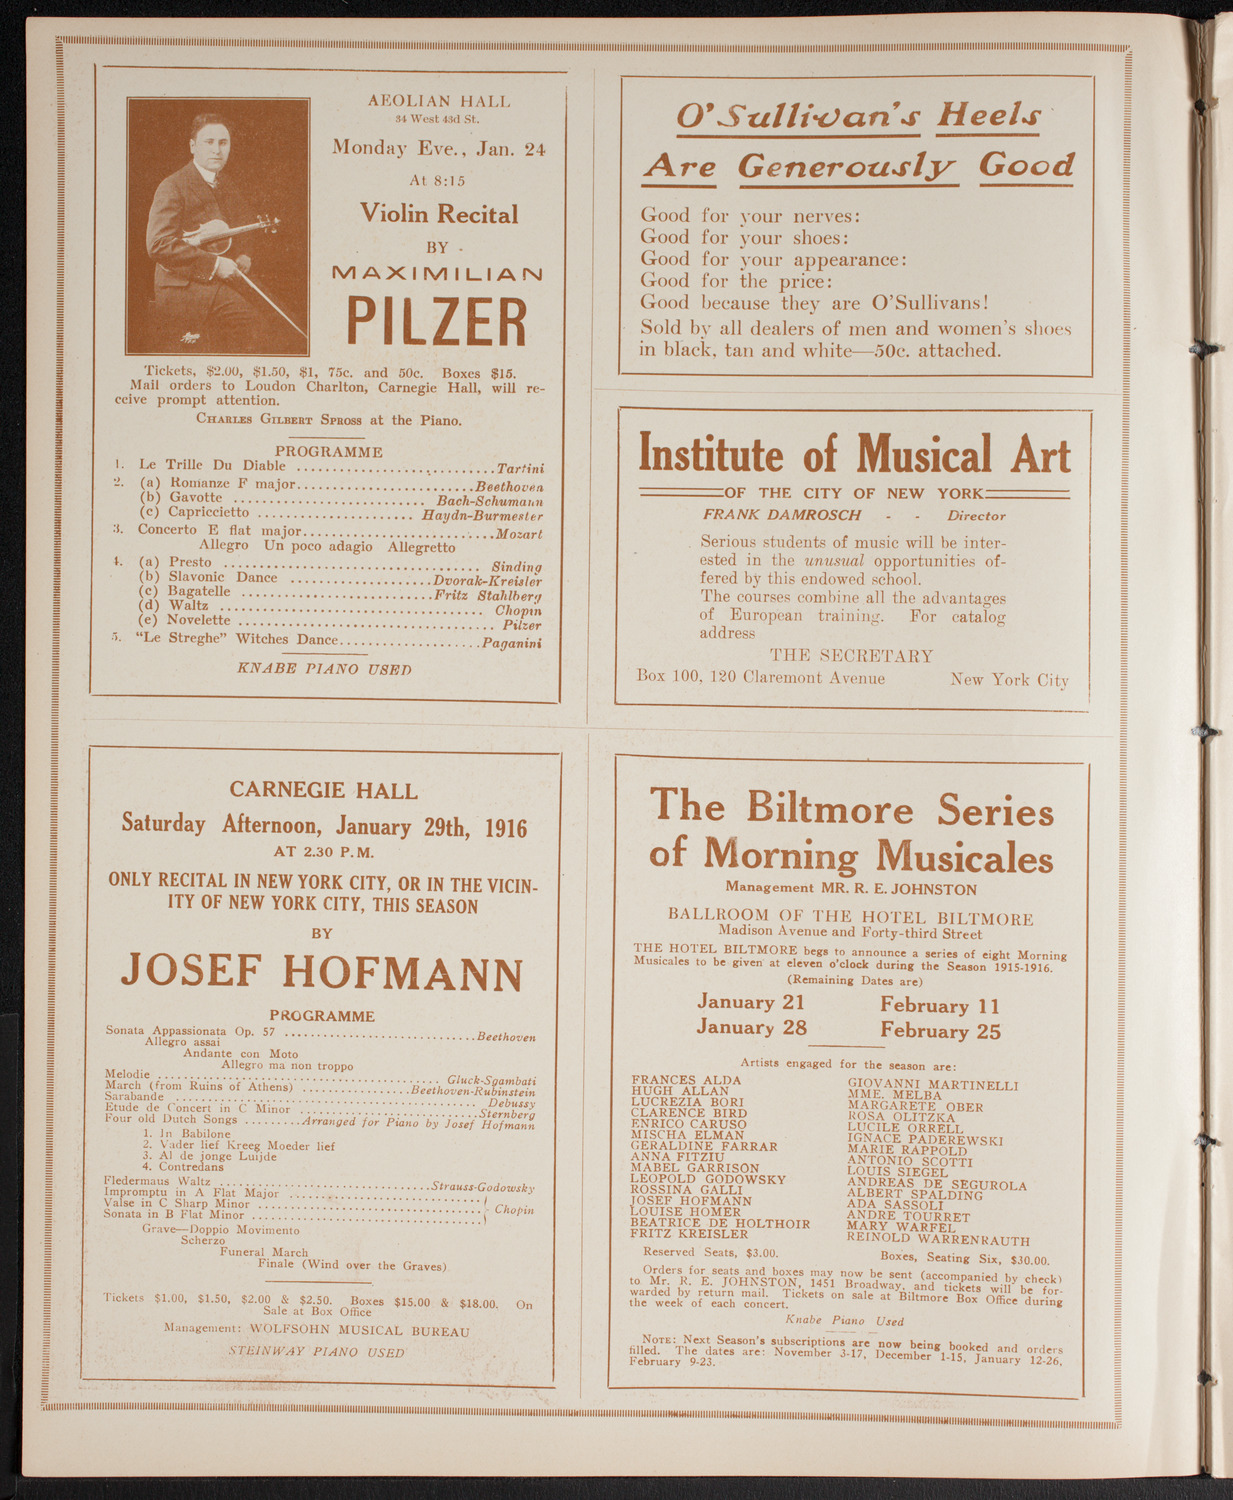 AEOLIAN HALL
34 West 43d St.
Monday Eve., Jan. 24
At 8:15
Violin Recital
BY
MAXIMILIAN
PILZER
Tickets, $2.00, $1.50, $1, 75c. and 50c. Boxes $15.
Mail orders to Loudon Charlton, Carnegie Hall, will re-
ceive prompt attention.
CHARLES GILBERT SPROSS at the Piano.
PROGRAMME
1. Le Trille Du Diable ............................Tartini
2. (a) Romanze F major.........................Beethoven
(b) Gavotte ........................... Bach-Schumann
(c) Capriccietto ...................... Haydn-Burmester
3. Concerto E flat major............................Mozart
Allegro Un poco adagio Allegretto
4. (a) Presto ..................................... Sinding
(b) Slavonic Dance ....................Dvorak-Kreisler
(c) Bagatelle ...........................Fritz Stahlberg
(d) Waltz ...................................... Chopin
(e) Novelette .................................... Pilzer
5. "Le Streghe" Witches Dance....................Paganini
KNABE PIANO USED
O'Sullivan's Heels
Are Generously Good
Good for your nerves:
Good for your shoes:
Good for your appearance:
Good for the price:
Good because they are O'Sullivans!
Sold by all dealers of men and women's shoes
in black, tan and white—50c. attached.
Institute of Musical Art
OF THE CITY OF NEW YORK
FRANK DAMROSCH - - Director
Serious students of music will be inter-
ested in the unusual opportunities of-
fered by this endowed school.
The courses combine all the advantages
of European training. For catalog
address
THE SECRETARY
Box 100, 120 Claremont Avenue New York City
CARNEGIE HALL
Saturday Afternoon, January 29th, 1916
AT 2.30 P.M.
ONLY RECITAL IN NEW YORK CITY, OR IN THE VICIN-
ITY OF NEW YORK CITY, THIS SEASON
BY
JOSEF HOFMANN
PROGRAMME
Sonata Appassionata Op. 57 ............................Beethoven
Allegro assai
Andante con Moto
Allegro ma non troppo
Melodie ........................................ Gluck-Sgambati
March (from Ruins of Athens) ................Beethoven-Rubinstein
Sarabande ............................................. Debussy
Etude de Concert in C Minor ..........................Sternberg
Four old Dutch Songs .........Arranged for Piano by Josef Hofmann
1. In Babilone
2. Vader lief Kreeg Moeder lief
3. Al de jonge Luijde
4. Contredans
Fledermaus Waltz ...............................Strauss-Godowsky
Impromptu in A Flat Major ............................
Valse in C Sharp Minor ................................ Chopin
Sonata in B Flat Minor .................................
Grave—Doppio Movimento
Scherzo
Funeral March
Finale (Wind over the Graves)
Tickets $1.00, $1.50, $2.00 & $2.50. Boxes $15.00 & $18.00. On
Sale at Box Office
Management: WOLFSOHN MUSICAL BUREAU
STEINWAY PIANO USED
The Biltmore Series
of Morning Musicales
Management MR. R. E. JOHNSTON
BALLROOM OF THE HOTEL BILTMORE
Madison Avenue and Forty-third Street
THE HOTEL BILTMORE begs to announce a series of eight Morning
Musicales to be given at eleven o'clock during the Season 1915-1916.
(Remaining Dates are)
January 21 February 11
January 28 February 25
Artists engaged for the season are:
FRANCES ALDA
HUGH ALLAN
LUCREZIA BORI
CLARENCE BIRD
ENRICO CARUSO
MISCHA ELMAN
GERALDINE FARRAR
ANNA FITZIU
MABEL GARRISON
LEOPOLD GODOWSKY
ROSSINA GALLI
JOSEF HOFMANN
LOUISE HOMER
BEATRICE DE HOLTHOIR
FRITZ KREISLER
GIOVANNI MARTINELLI
MME. MELBA
MARGARETE OBER
ROSA OLITZKA
LUCILE ORRELL
IGNACE PADEREWSKI
MARIE RAPPOLD
ANTONIO SCOTTI
LOUIS SIEGEL
ANDREAS DE SEGUROLA
ALBERT SPALDING
ADA SASSOLI
ANDRE TOURRET
MARY WARFEL
REINOLD WARRENRAUTH
Reserved Seats, $3.00. Boxes, Seating Six, $30.00.
Orders for seats and boxes may now be sent (accompanied by check)
to Mr. R. E. JOHNSTON, 1451 Broadway, and tickets will be for-
warded by return mail. Tickets on sale at Biltmore Box Office during
the week of each concert.
Knabe Piano Used
NOTE: Next Season's subscriptions are now being booked and orders
filled. The dates are: November 3-17, December 1-15, January 12-26,
February 9-23.